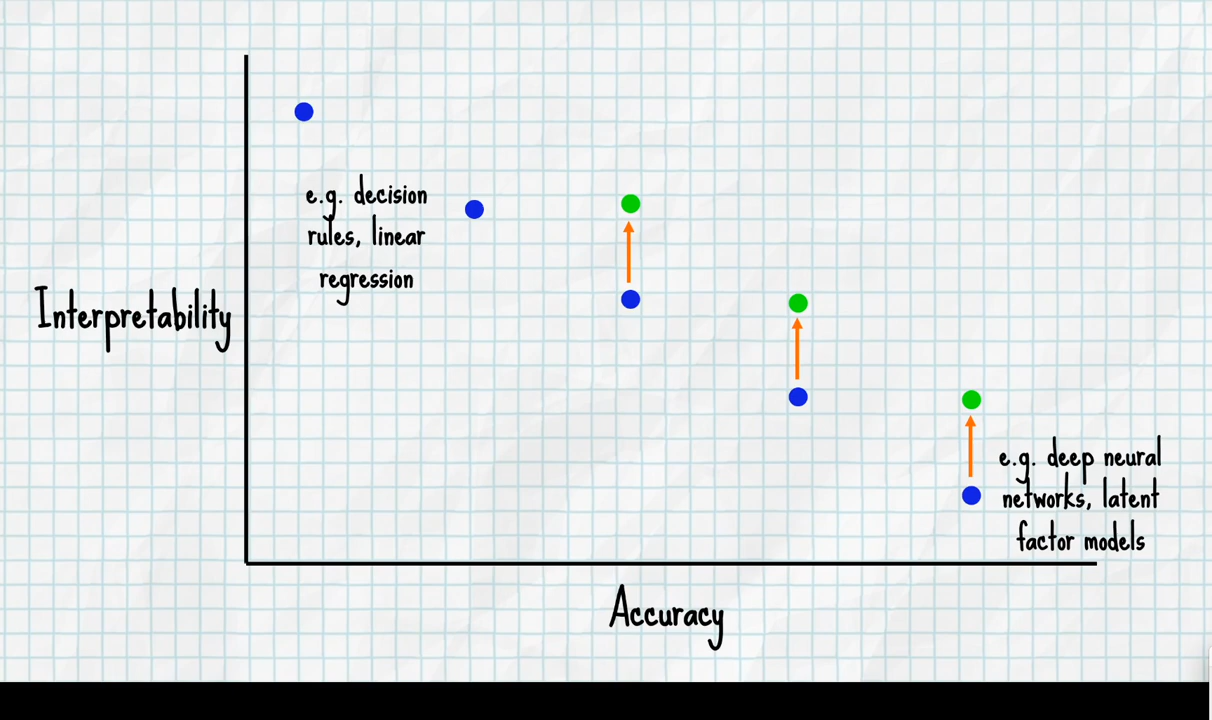 e.g. decision
rules, linear
regression
Interpretability
e.g. deep neural
networks, latent
factor models
Accuracy